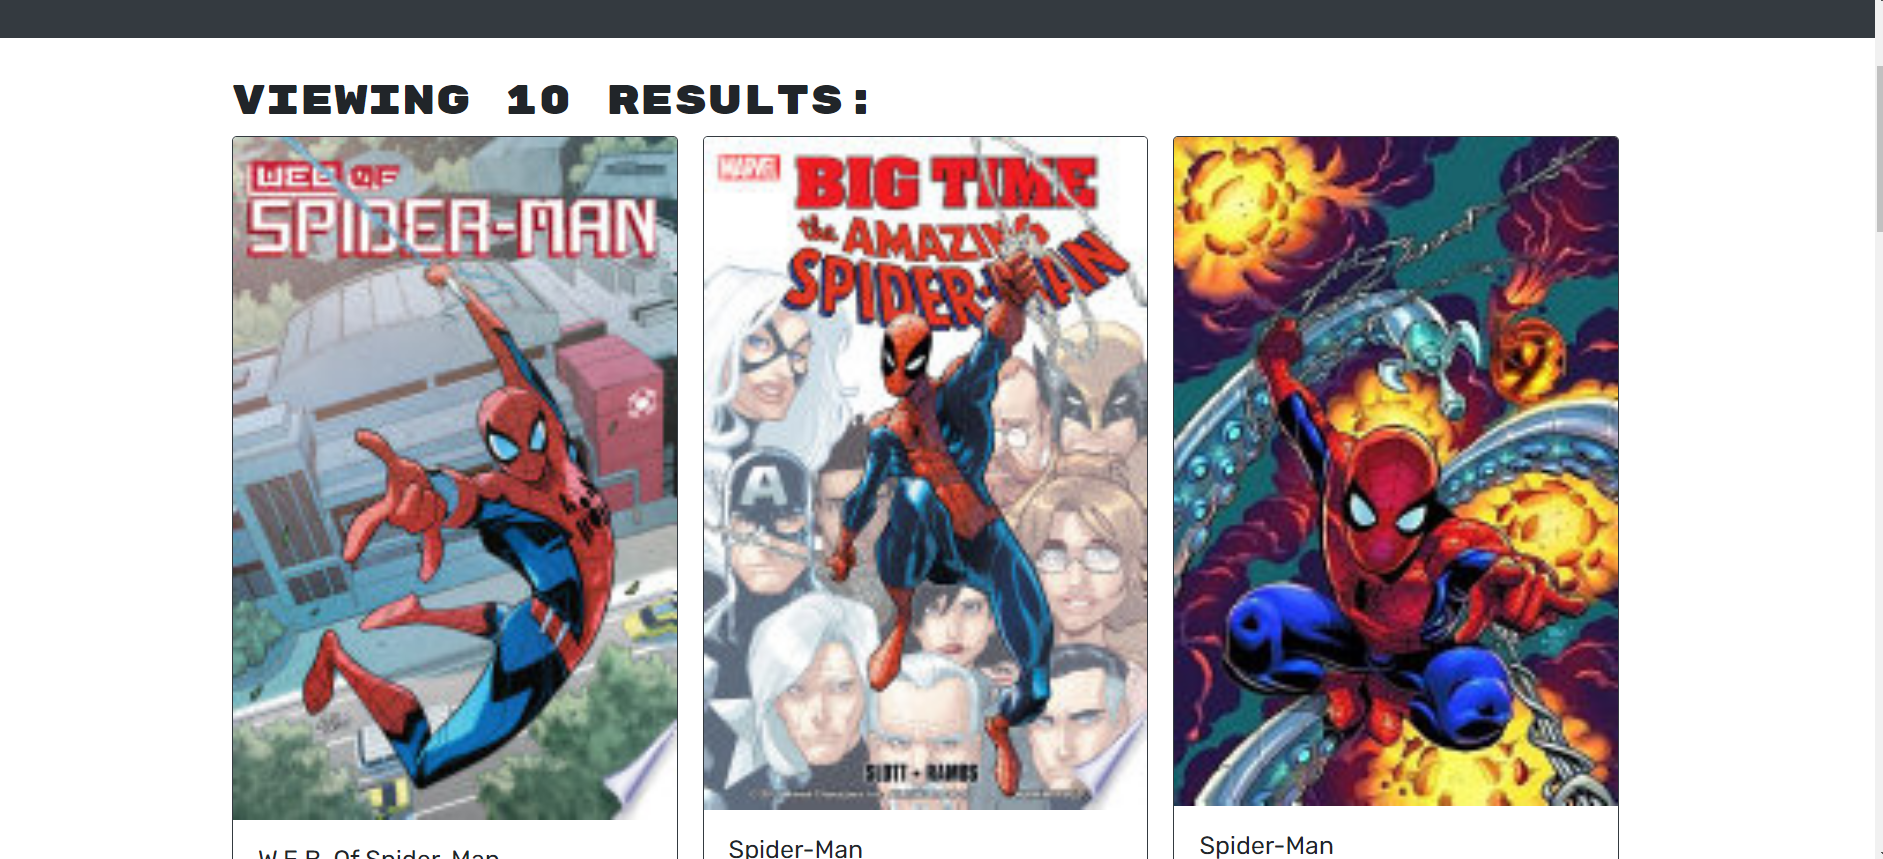 VIEWING 10 RESULTS:
WEB OF
SPIDER-MAN
MARVEL
BIG TIME
the AMAZING
SPIDER-MAN
A
SLOTT + RAMOS
W.E.B. Of Spider-Man
Spider-Man
Spider-Man